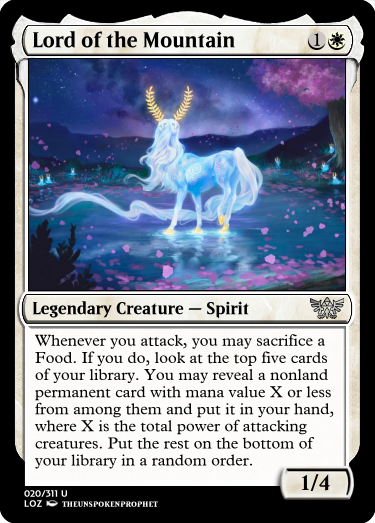 Lord of the Mountain 1
Legendary Creature — Spirit
Whenever you attack, you may sacrifice a
Food. If you do, look at the top five cards
of your library. You may reveal a nonland
permanent card with mana value X or less
from among them and put it in your hand,
where X is the total power of attacking
creatures. Put the rest on the bottom of
your library in a random order.
1/4
020/311 U
LOZ THEUNSPOKENPROPHET